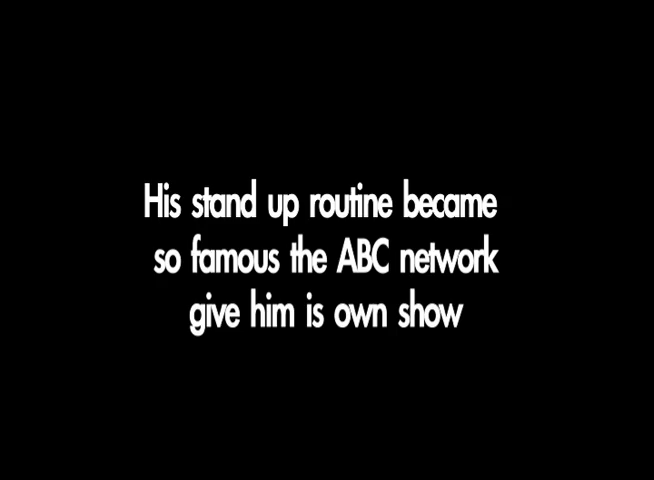 His stand up routine became
so famous the ABC network
give him is own show